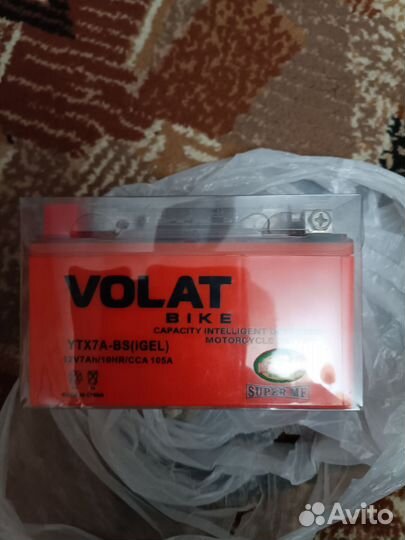 VOLAT
BIKE
CAPACITY INTELLIGENT
MOTORCYCLE
YTX7A-BS(iGEL)
12V7Ah/10HR/CCA 105A
SUPER MF
Avito